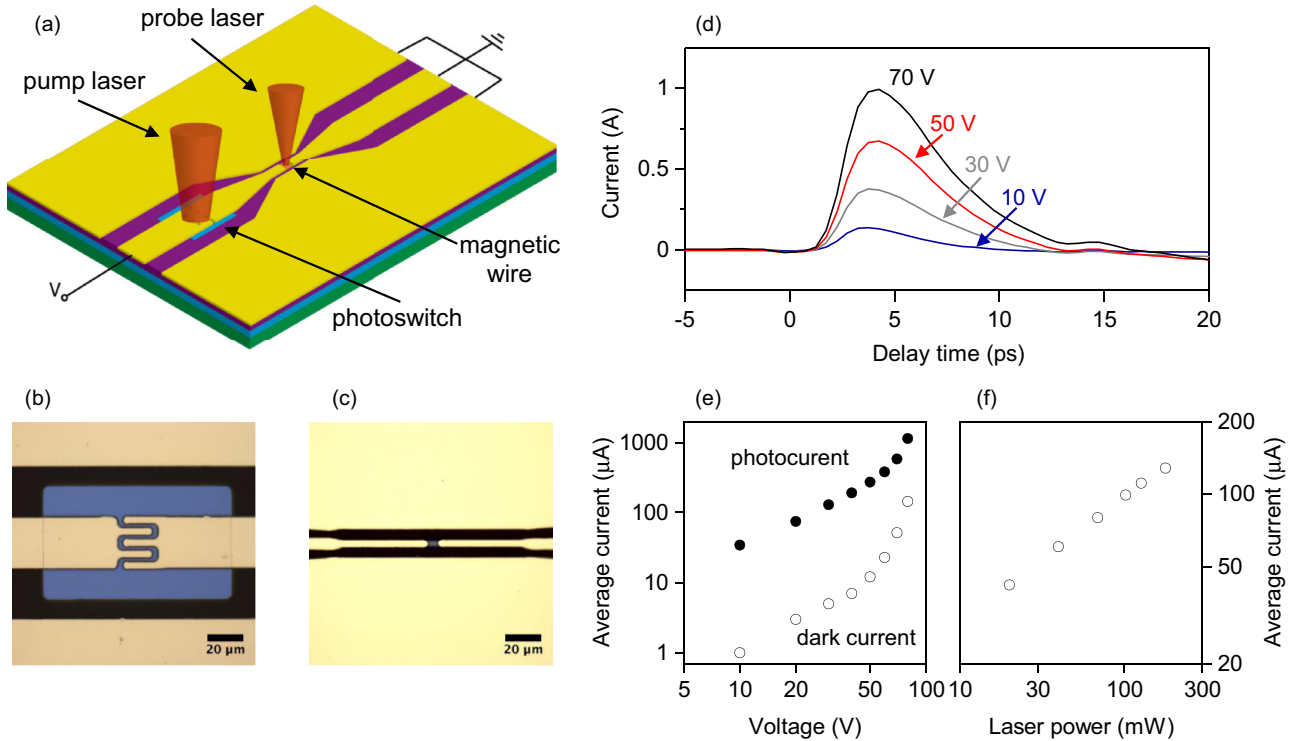 (a)
probe laser
pump laser
magnetic
wire
photoswitch
V
(b)
20 µm
(c)
20 µm
(d)
Current (A)
1
0.5
0
70 V
50 V
30 V
10 V
-5
0
5
10
15
20
Delay time (ps)
(e)
Average current (µA)
1000
100
10
1
photocurent
dark current
5
10
20
50
100
Voltage (V)
(f)
200
100
50
20
Average current (µA)
10
30
100
300
Laser power (mW)